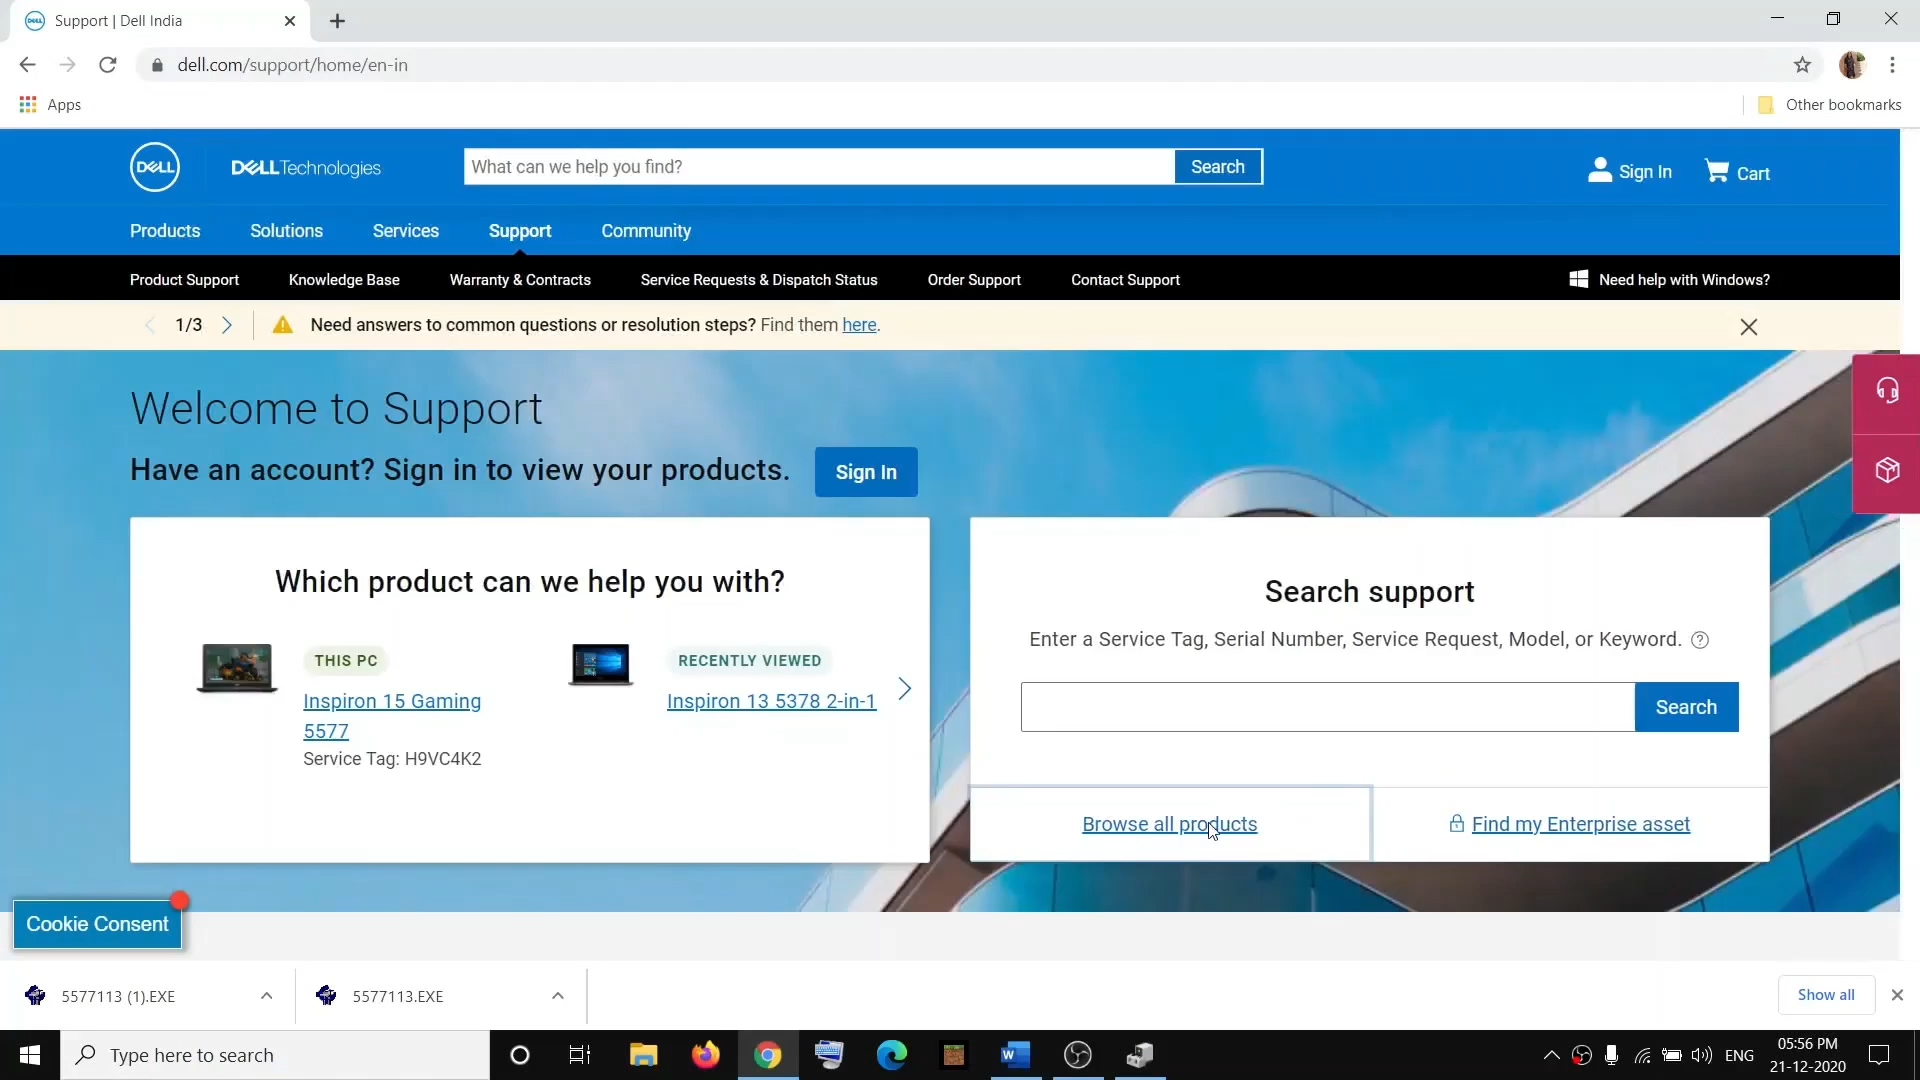 Support | Dell India
dell.com/support/home/en-in
Apps
Other bookmarks
DELL
DELLTechnologies
What can we help you find?
Search
Sign In
Cart
Products
Solutions
Services
Support
Community
Product Support
Knowledge Base
Warranty & Contracts
Service Requests & Dispatch Status
Order Support
Contact Support
Need help with Windows?
1/3
Need answers to common questions or resolution steps? Find them here.
Welcome to Support
Have an account? Sign in to view your products.
Sign In
Which product can we help you with?
THIS PC
Inspiron 15 Gaming
5577
Service Tag: H9VC4K2
RECENTLY VIEWED
Inspiron 13 5378 2-in-1
Search support
Enter a Service Tag, Serial Number, Service Request, Model, or Keyword.
Search
Browse all products
Find my Enterprise asset
Cookie Consent
5577113 (1).EXE
5577113.EXE
Show all
Type here to search
ENG
05:56 PM
21-12-2020